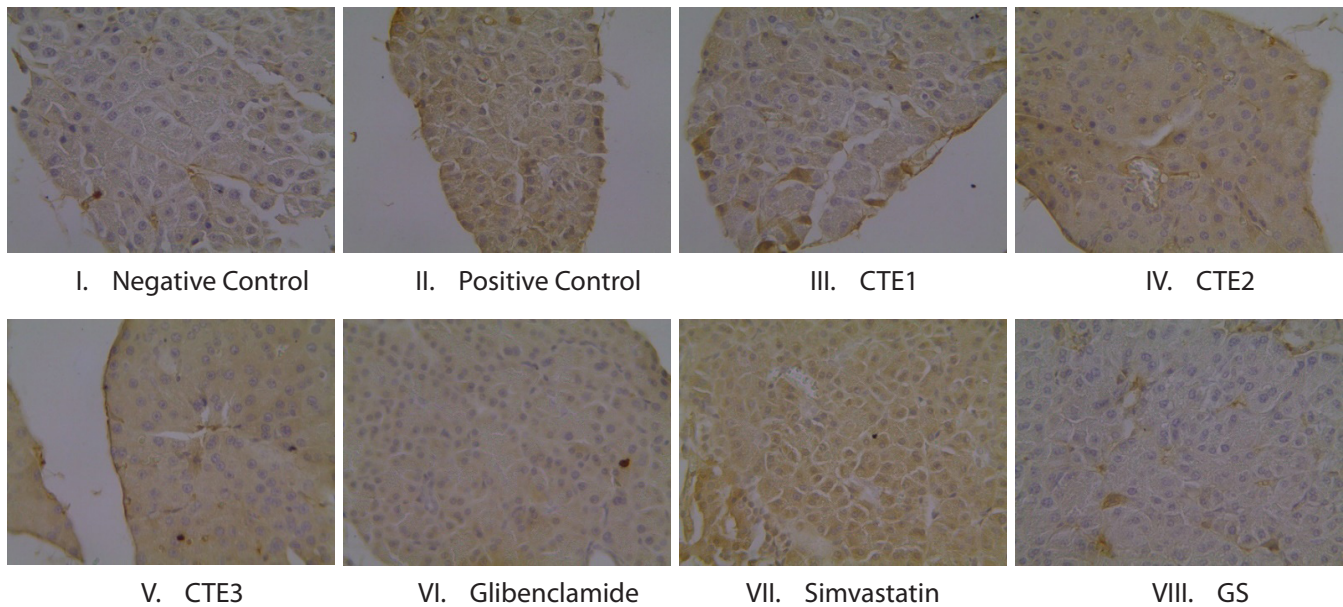 I. Negative Control
II. Positive Control
III. CTE1
IV. CTE2
V. CTE3
VI. Glibenclamide
VII. Simvastatin
VIII. GS